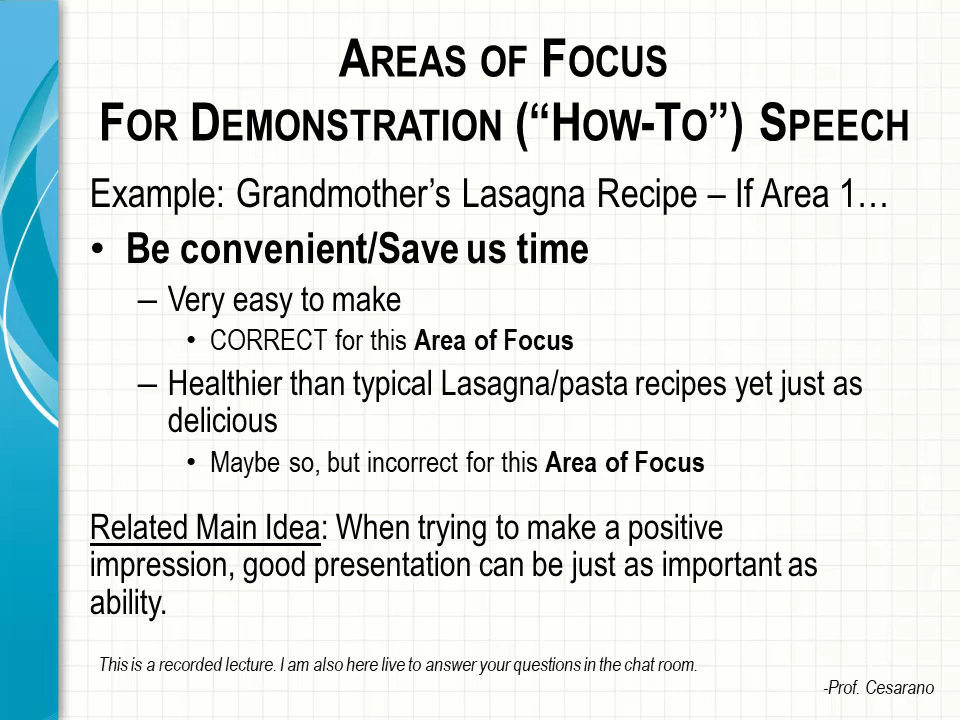 AREAS OF FOCUS
FOR DEMONSTRATION (“HOW-TO”) SPEECH
Example: Grandmother’s Lasagna Recipe – If Area 1…
• Be convenient/Save us time
– Very easy to make
• CORRECT for this Area of Focus
– Healthier than typical Lasagna/pasta recipes yet just as
delicious
• Maybe so, but incorrect for this Area of Focus
Related Main Idea: When trying to make a positive
impression, good presentation can be just as important as
ability.
This is a recorded lecture. I am also here live to answer your questions in the chat room.
-Prof. Cesarano